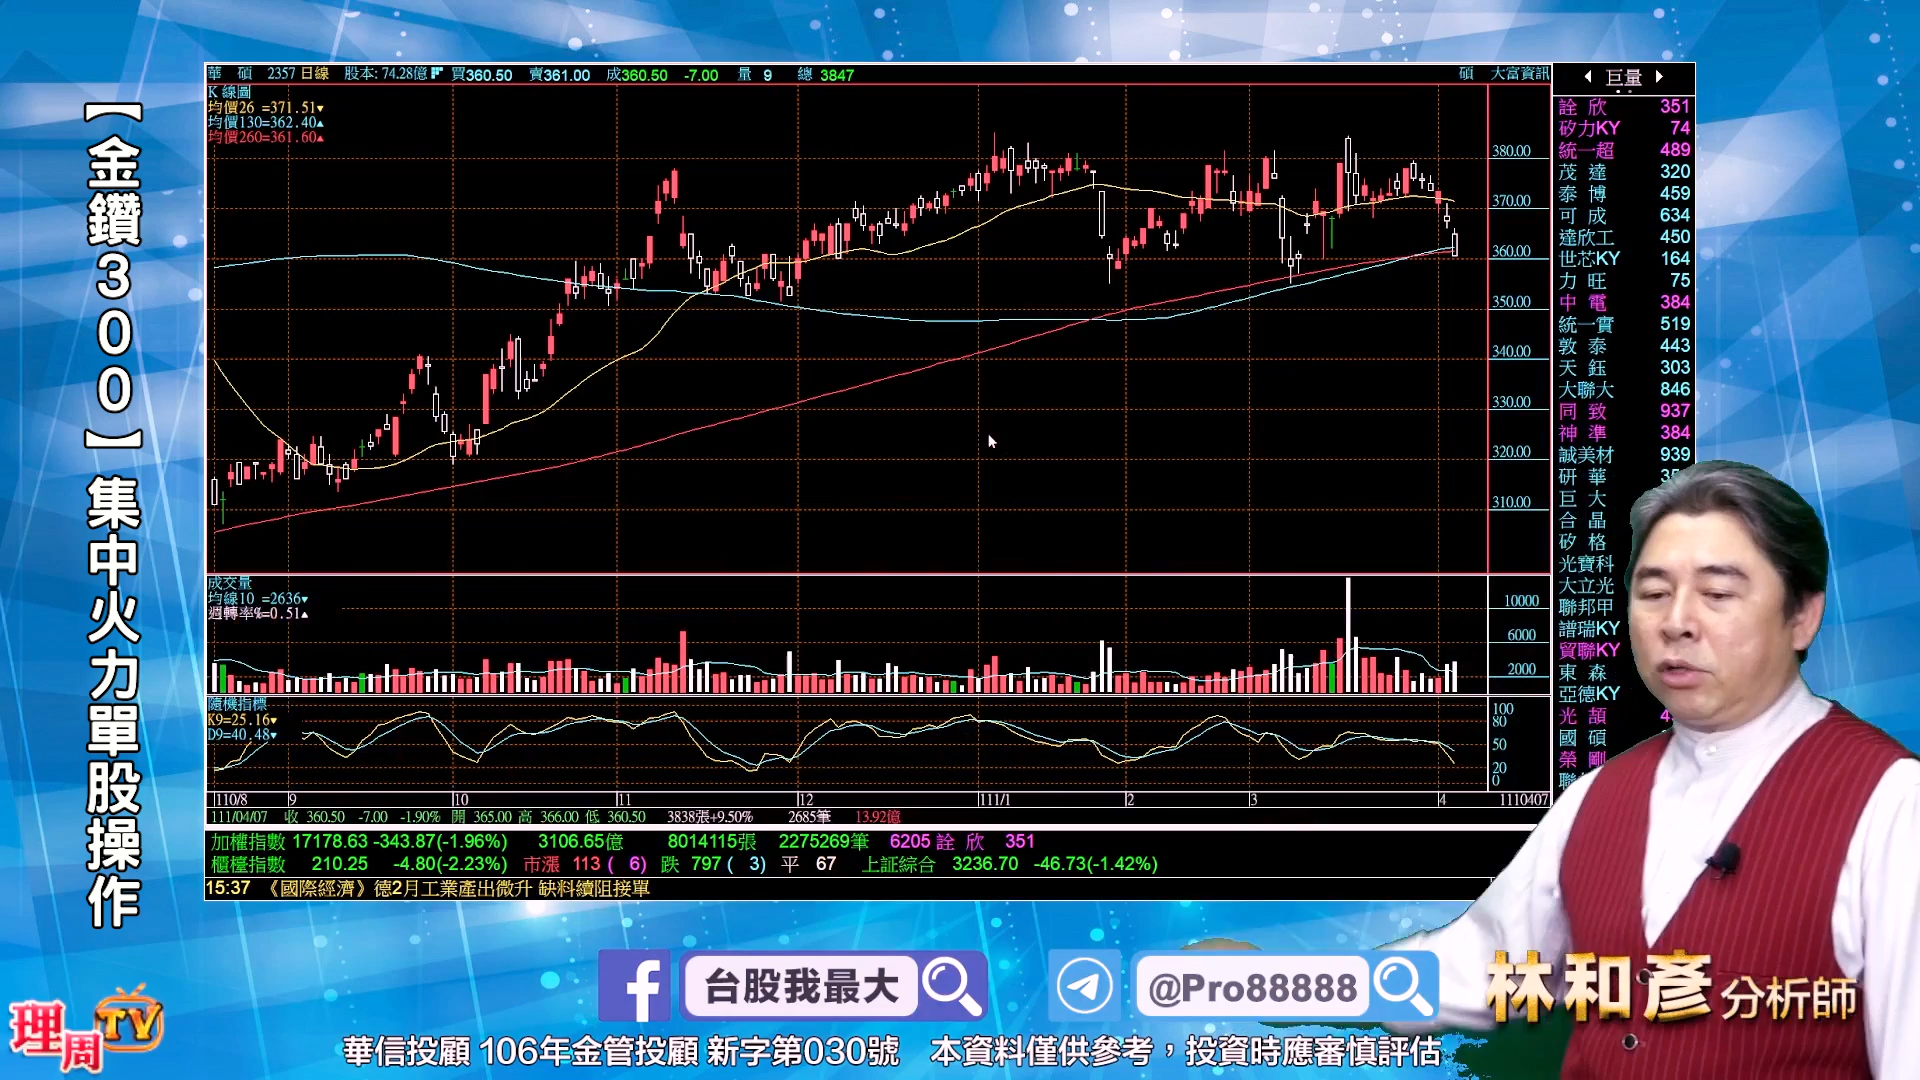 【金鑽300】集中火力單股操作
華 碩 2357 日線 股本: 74.28億 買360.50 賣361.00 成360.50 -7.00 量 9 總 3847
碩 大富資訊
K 線圖
均價26 =371.51▼
均價130=362.40▲
均價260=361.60▲
380.00
370.00
360.00
350.00
340.00
330.00
320.00
310.00
成交量
均線10 =2636▼
週轉率%=0.51▲
10000
6000
2000
隨機指標
K9=25.16▼
D9=40.48▼
100
80
50
20
0
110/8 9 10 11 12 111/1 2 3 4 1110407
111/04/07 收 360.50 -7.00 -1.90% 開 365.00 高 366.00 低 360.50 3838張+9.50% 2685筆 13.92億
加權指數 17178.63 -343.87(-1.96%) 3106.65億 8014115張 2275269筆 6205 詮 欣 351
櫃檯指數 210.25 -4.80(-2.23%) 市漲 113 ( 6) 跌 797 ( 3) 平 67 上証綜合 3236.70 -46.73(-1.42%)
15:37 《國際經濟》德2月工業產出微升 缺料續阻接單
巨量
詮 欣 351
矽力KY 74
統一超 489
茂 達 320
泰 博 459
可 成 634
達欣工 450
世芯KY 164
力 旺 75
中 電 384
統一實 519
敦 泰 443
天 鈺 303
大聯大 846
同 致 937
神 準 384
誠美材 939
研 華
巨 大
合 晶
矽 格
光寶科
大立光
聯邦甲
譜瑞KY
貿聯KY
東 森
亞德KY
光 頡
國 碩
榮 剛
台股我最大
@Pro88888
林和彥 分析師
理周TV
華信投顧 106年金管投顧 新字第030號 本資料僅供參考，投資時應審慎評估